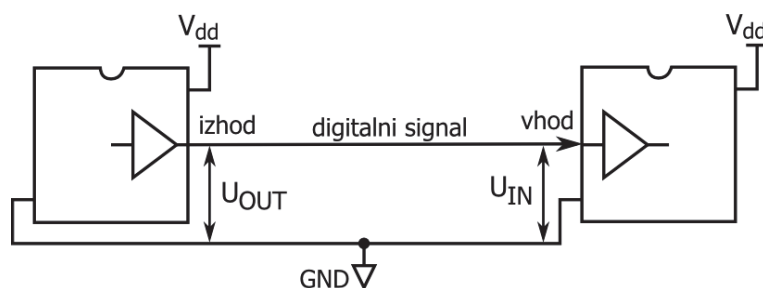 Vdd
Vdd
izhod
digitalni signal
vhod
UOUT
UIN
GND